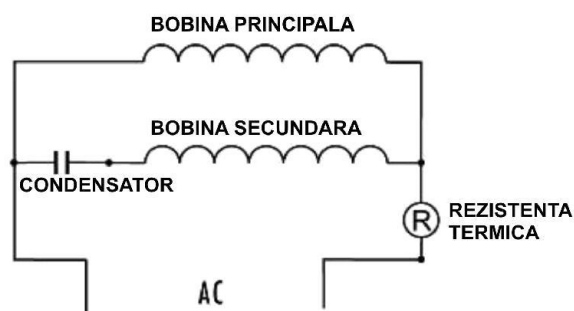 BOBINA PRINCIPALA
BOBINA SECUNDARA
CONDENSATOR
R
REZISTENTA
TERMICA
AC